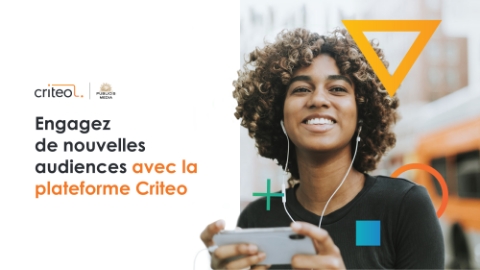 criteo
PUBLICIS
MEDIA
Engagez
de nouvelles
audiences avec la
plateforme Criteo